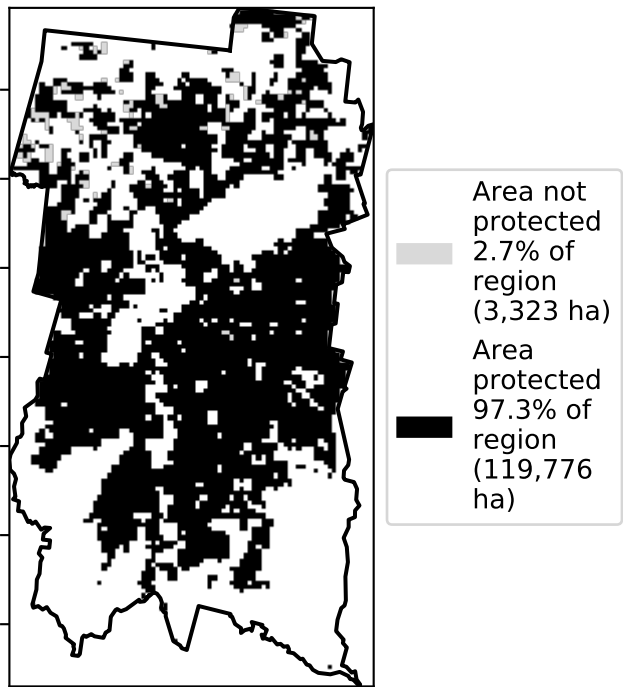 Area not
protected
2.7% of
region
(3,323 ha)
Area
protected
97.3% of
region
(119,776
ha)